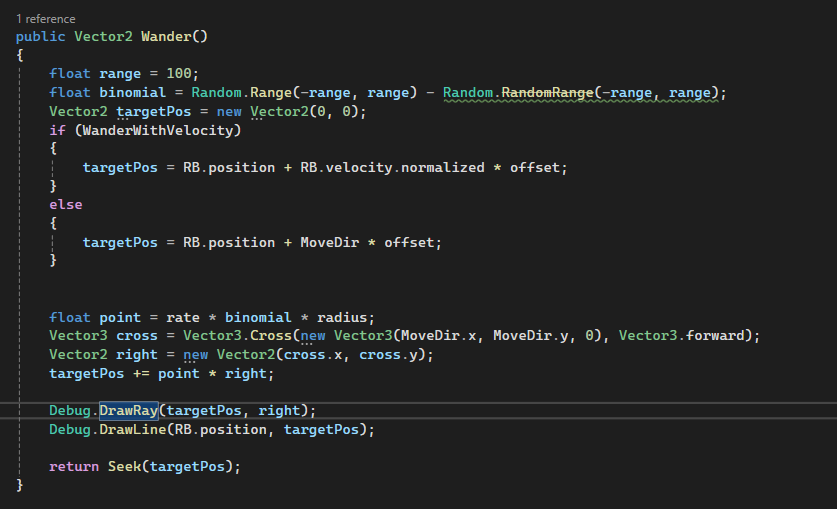 1 reference
public Vector2 Wander()
{
float range = 100;
float binomial = Random.Range(-range, range) - Random.RandomRange(-range, range);
Vector2 targetPos = new Vector2(0, 0);
if (WanderWithVelocity)
{
targetPos = RB.position + RB.velocity.normalized * offset;
}
else
{
targetPos = RB.position + MoveDir * offset;
}
float point = rate * binomial * radius;
Vector3 cross = Vector3.Cross(new Vector3(MoveDir.x, MoveDir.y, 0), Vector3.forward);
Vector2 right = new Vector2(cross.x, cross.y);
targetPos += point * right;
Debug.DrawRay(targetPos, right);
Debug.DrawLine(RB.position, targetPos);
return Seek(targetPos);
}